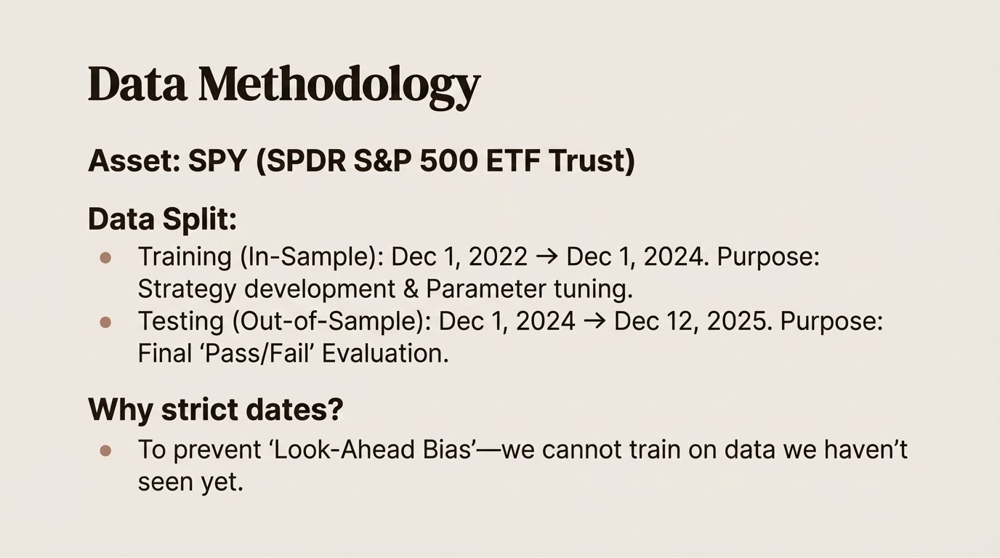 Data Methodology
Asset: SPY (SPDR S&P 500 ETF Trust)
Data Split:
● Training (In-Sample): Dec 1, 2022 → Dec 1, 2024. Purpose:
Strategy development & Parameter tuning.
● Testing (Out-of-Sample): Dec 1, 2024 → Dec 12, 2025. Purpose:
Final ‘Pass/Fail’ Evaluation.
Why strict dates?
● To prevent ‘Look-Ahead Bias’—we cannot train on data we haven’t
seen yet.